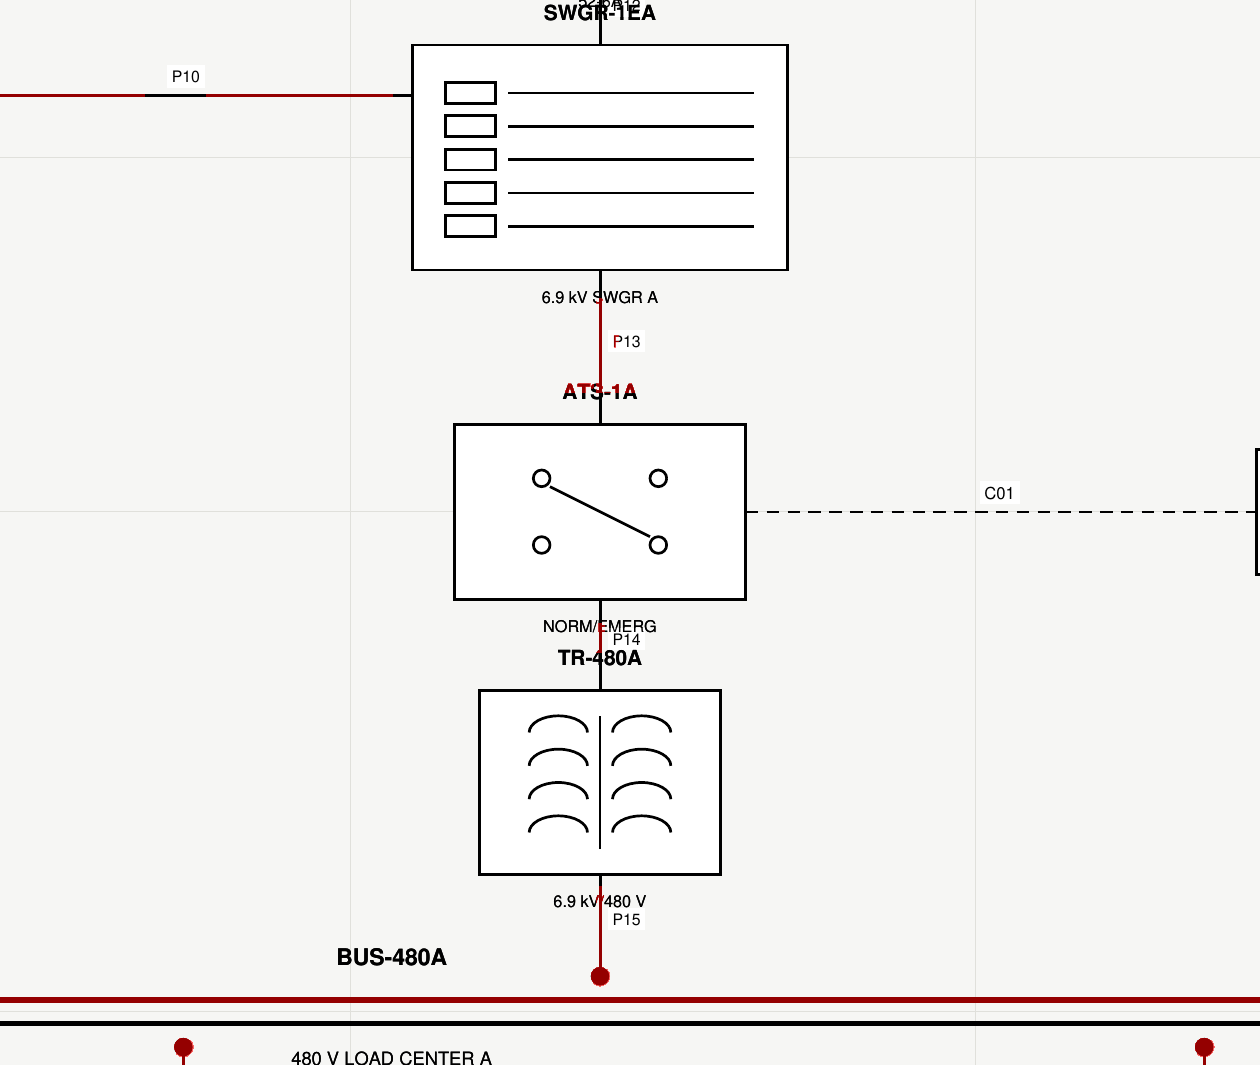 SWGR-1EA
P10
6.9 kV SWGR A
P13
ATS-1A
C01
NORM/EMERG
P14
TR-480A
6.9 kV/480 V
P15
BUS-480A
480 V LOAD CENTER A